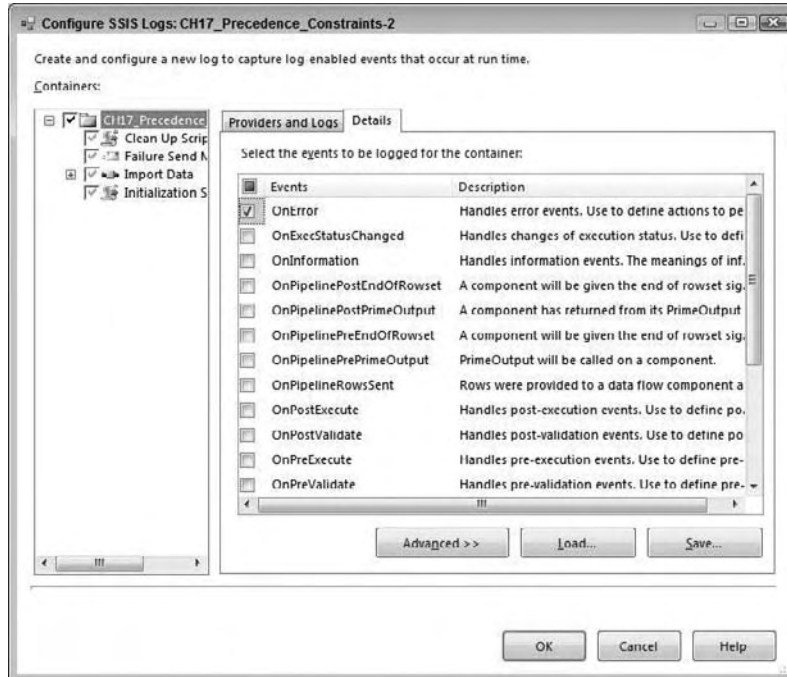 Configure SSIS Logs: CH17_Precedence_Constraints-2
Create and configure a new log to capture log-enabled events that occur at run time.
Containers:
CH17_Precedence
Clean Up Scrip
Failure Send M
Import Data
Initialization S
Providers and Logs Details
Select the events to be logged for the container:
Events Description
OnError Handles error events. Use to define actions to pe
OnExecStatusChanged Handles changes of execution status. Use to defi
OnInformation Handles information events. The meanings of inf.
OnPipelinePostEndOfRowset A component will be given the end of rowset sig.
OnPipelinePostPrimeOutput A component has returned from its PrimeOutput
OnPipelinePreEndOfRowset A component will be given the end of rowset sig.
OnPipelinePrePrimeOutput PrimeOutput will be called on a component.
OnPipelineRowsSent Rows were provided to a data flow component a
OnPostExecute Handles post-execution events. Use to define po.
OnPostValidate Handles post-validation events. Use to define po
OnPreExecute Handles pre-execution events. Use to define pre-
OnPreValidate Handles pre-validation events. Use to define pre-
Advanced >> Load... Save...
OK Cancel Help